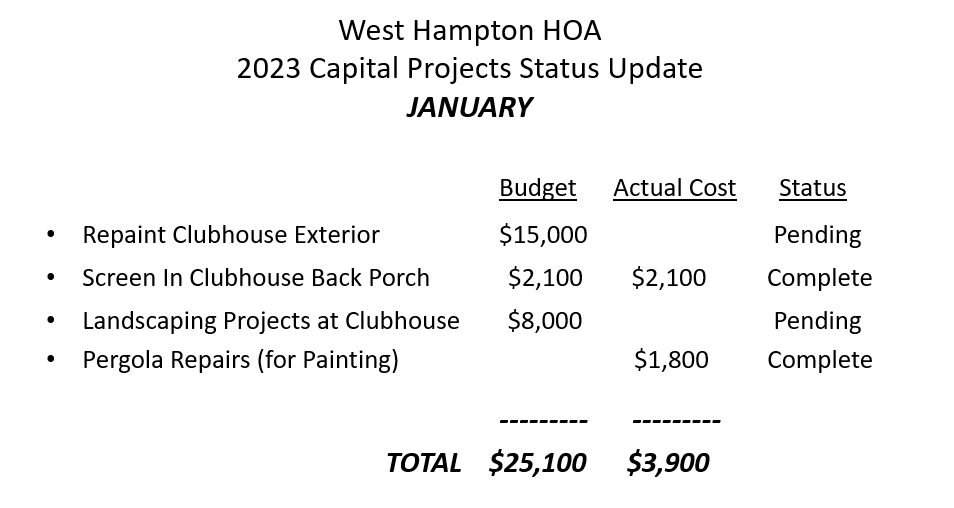 West Hampton HOA
2023 Capital Projects Status Update
JANUARY
Budget Actual Cost Status
• Repaint Clubhouse Exterior $15,000 Pending
• Screen In Clubhouse Back Porch $2,100 $2,100 Complete
• Landscaping Projects at Clubhouse $8,000 Pending
• Pergola Repairs (for Painting) $1,800 Complete
--------- ---------
TOTAL $25,100 $3,900